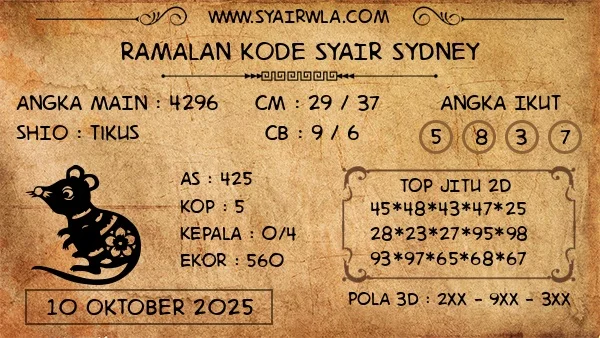 WWW.SYAIRWLA.COM
RAMALAN KODE SYAIR SYDNEY
ANGKA MAIN : 4296 CM : 29 / 37 ANGKA IKUT
SHIO : TIKUS CB : 9 / 6 5 8 3 7
AS : 425
KOP : 5
KEPALA : 0/4
EKOR : 560
TOP JITU 2D
45*48*43*47*25
28*23*27*95*98
93*97*65*68*67
10 OKTOBER 2025
POLA 3D : 2XX - 9XX - 3XX